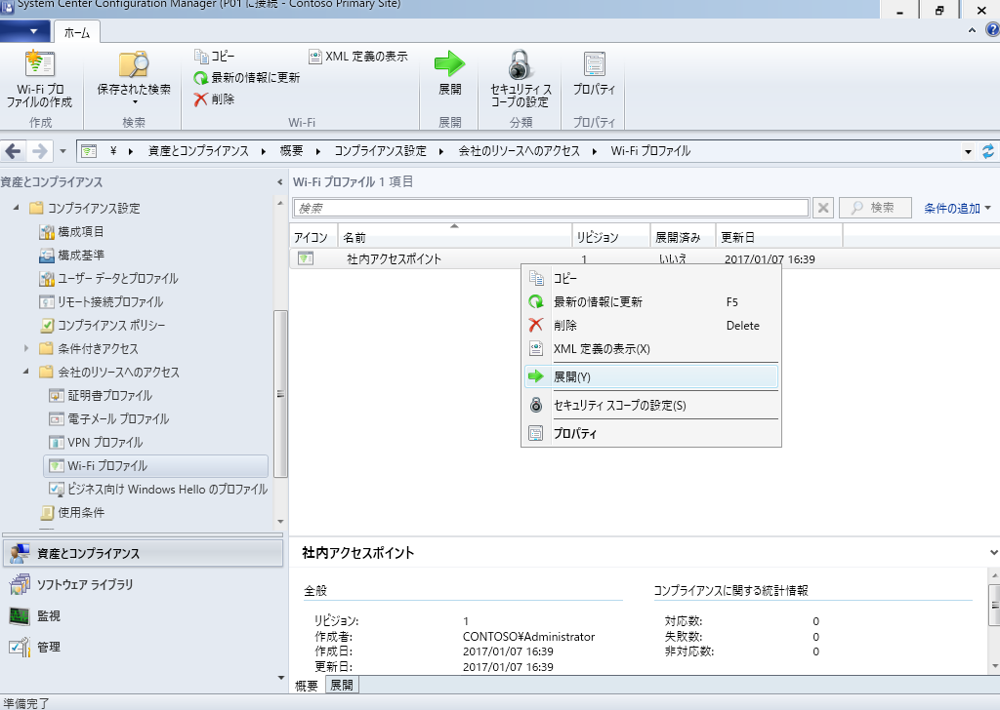 System Center Configuration Manager (P01 に接続 - Contoso Primary Site)
ホーム
Wi-Fi プロ
ファイルの作成
作成
保存された検索
検索
コピー
最新の情報に更新
削除
XML 定義の表示
Wi-Fi
展開
展開
セキュリティ ス
コープの設定
分類
プロパティ
プロパティ
¥ 資産とコンプライアンス 概要 コンプライアンス設定 会社のリソースへのアクセス Wi-Fi プロファイル
資産とコンプライアンス
コンプライアンス設定
構成項目
構成基準
ユーザー データとプロファイル
リモート接続プロファイル
コンプライアンス ポリシー
条件付きアクセス
会社のリソースへのアクセス
証明書プロファイル
電子メール プロファイル
VPN プロファイル
Wi-Fi プロファイル
ビジネス向け Windows Hello のプロファイル
使用条件
資産とコンプライアンス
ソフトウェア ライブラリ
監視
管理
Wi-Fi プロファイル 1 項目
検索
検索
条件の追加
アイコン 名前 リビジョン 展開済み 更新日
社内アクセスポイント 1 いいえ 2017/01/07 16:39
コピー
最新の情報に更新 F5
削除 Delete
XML 定義の表示(X)
展開(Y)
セキュリティ スコープの設定(S)
プロパティ
社内アクセスポイント
全般
リビジョン: 1
作成者: CONTOSO¥Administrator
作成日: 2017/01/07 16:39
更新日: 2017/01/07 16:39
コンプライアンスに関する統計情報
対応数: 0
失敗数: 0
非対応数: 0
概要 展開
準備完了